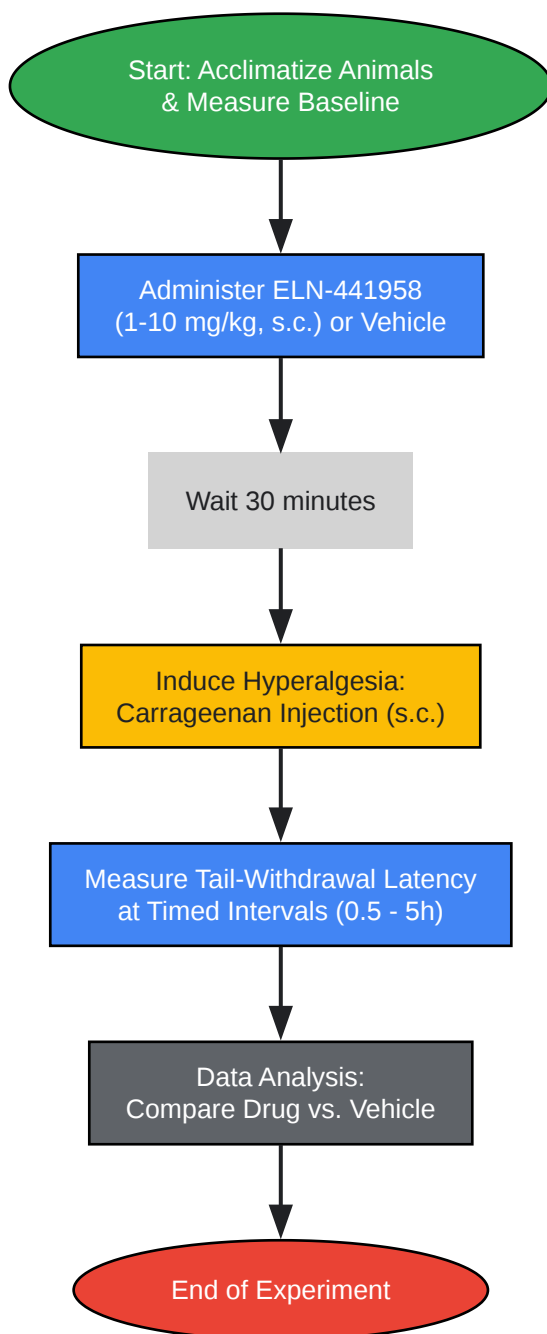 Start: Acclimatize Animals
& Measure Baseline
Administer ELN-441958
(1-10 mg/kg, s.c.) or Vehicle
Wait 30 minutes
Induce Hyperalgesia:
Carrageenan Injection (s.c.)
Measure Tail-Withdrawal Latency
at Timed Intervals (0.5 - 5h)
Data Analysis:
Compare Drug vs. Vehicle
End of Experiment